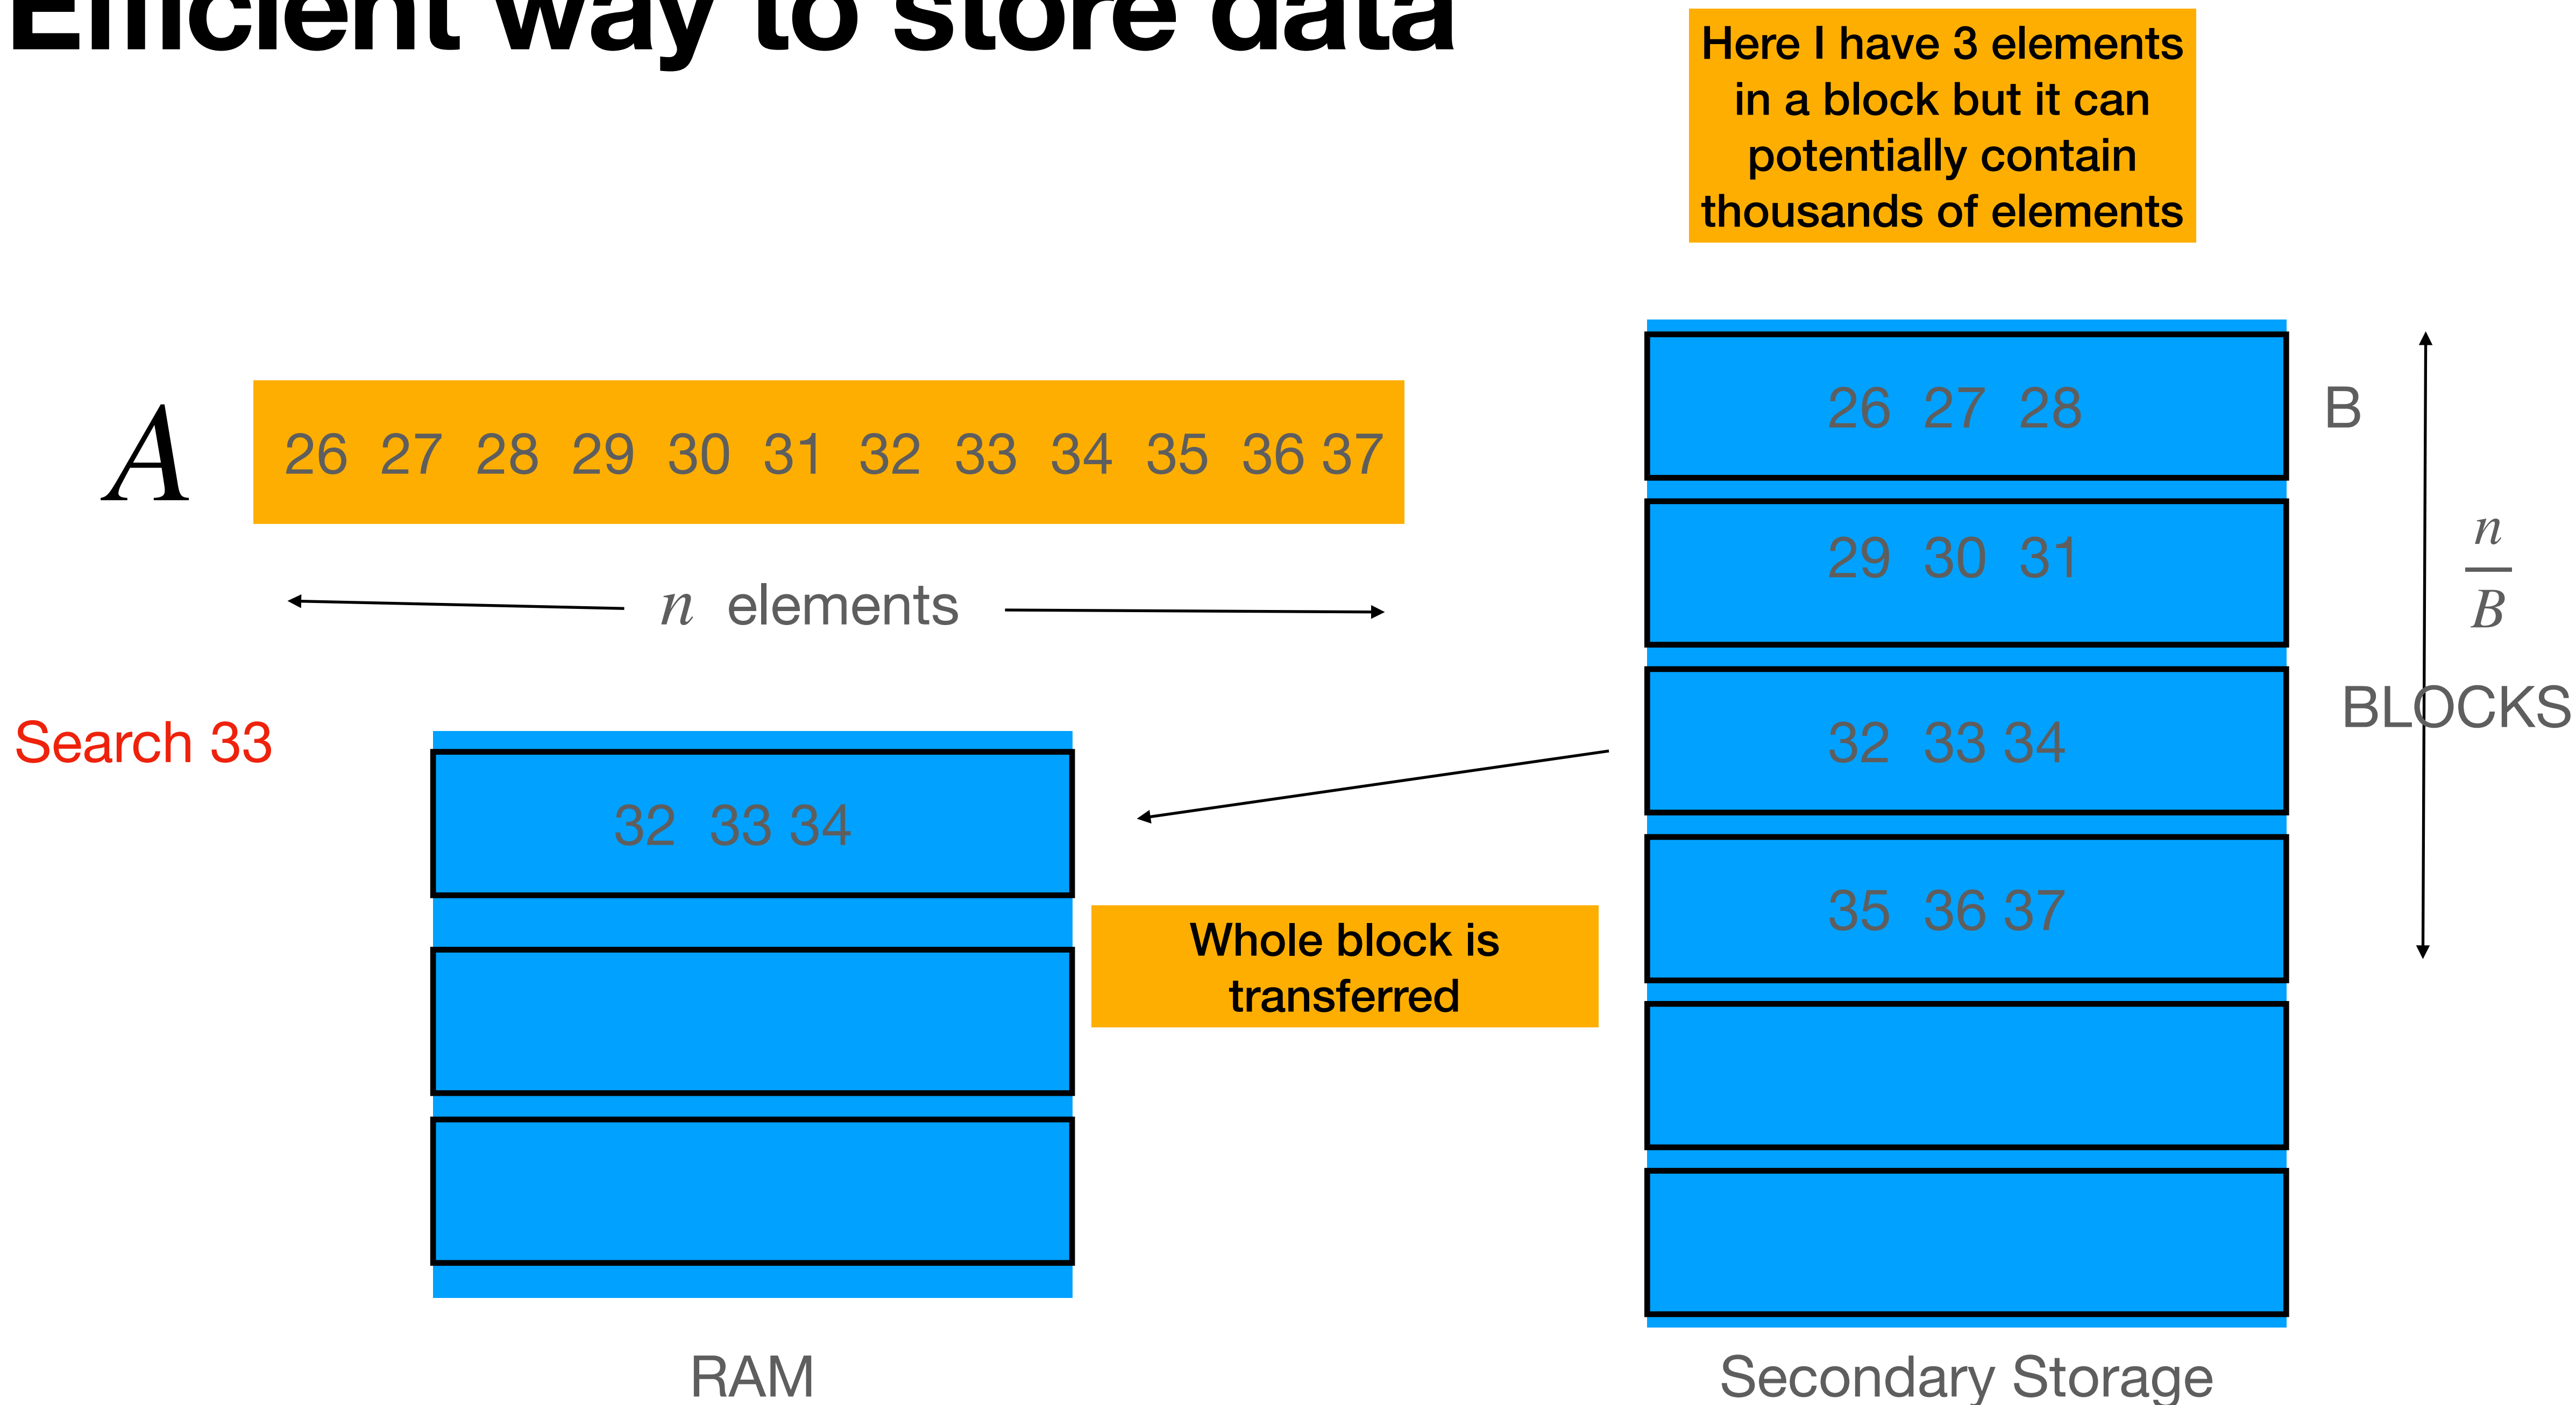 Efficient way to store data
Here I have 3 elements
in a block but it can
potentially contain
thousands of elements
A
26 27 28 29 30 31 32 33 34 35 36 37
n elements
Search 33
32 33 34
Whole block is
transferred
RAM
26 27 28
B
29 30 31
n
B
BLOCKS
32 33 34
35 36 37
Secondary Storage